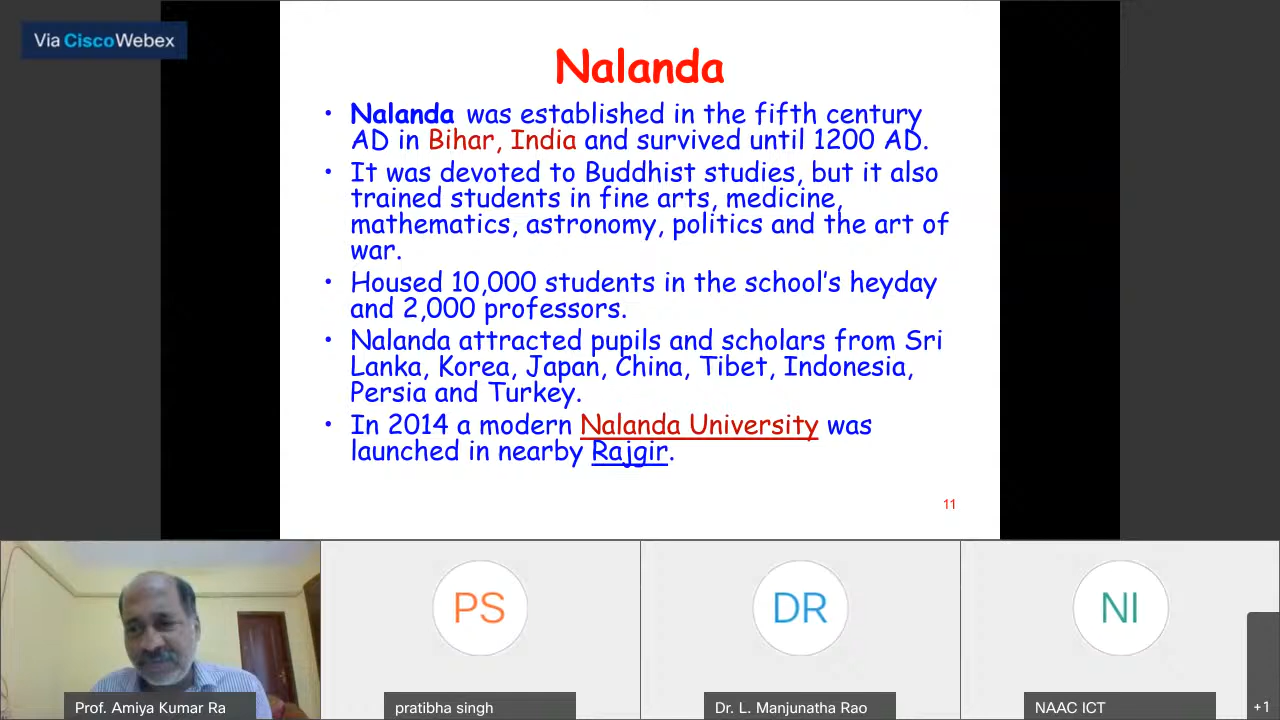 Via CiscoWebex
Nalanda
• Nalanda was established in the fifth century
AD in Bihar, India and survived until 1200 AD.
• It was devoted to Buddhist studies, but it also
trained students in fine arts, medicine,
mathematics, astronomy, politics and the art of
war.
• Housed 10,000 students in the school's heyday
and 2,000 professors.
• Nalanda attracted pupils and scholars from Sri
Lanka, Korea, Japan, China, Tibet, Indonesia,
Persia and Turkey.
• In 2014 a modern Nalanda University was
launched in nearby Rajgir.
11
PS
DR
NI
Prof. Amiya Kumar Ra
pratibha singh
Dr. L. Manjunatha Rao
NAAC ICT
+1